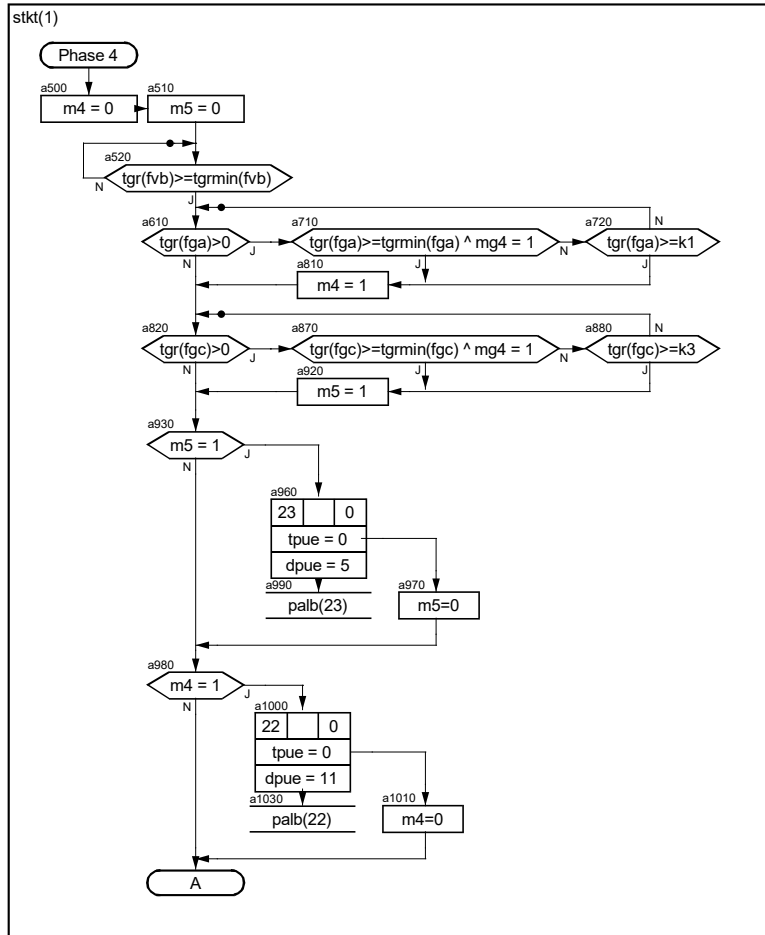 stkt(1)
Phase 4
a500
m4 = 0
a510
m5 = 0
a520
tgr(fvb)>=tgrmin(fvb)
N
J
a610
tgr(fga)>0
N
J
a710
tgr(fga)>=tgrmin(fga) ^ mg4 = 1
J
N
a720
tgr(fga)>=k1
N
J
a810
m4 = 1
a820
tgr(fgc)>0
N
J
a870
tgr(fgc)>=tgrmin(fgc) ^ mg4 = 1
J
N
a880
tgr(fgc)>=k3
N
J
a920
m5 = 1
a930
m5 = 1
N
J
a960
23 0
tpue = 0
dpue = 5
a990
palb(23)
a970
m5=0
a980
m4 = 1
N
J
a1000
22 0
tpue = 0
dpue = 11
a1030
palb(22)
a1010
m4=0
A